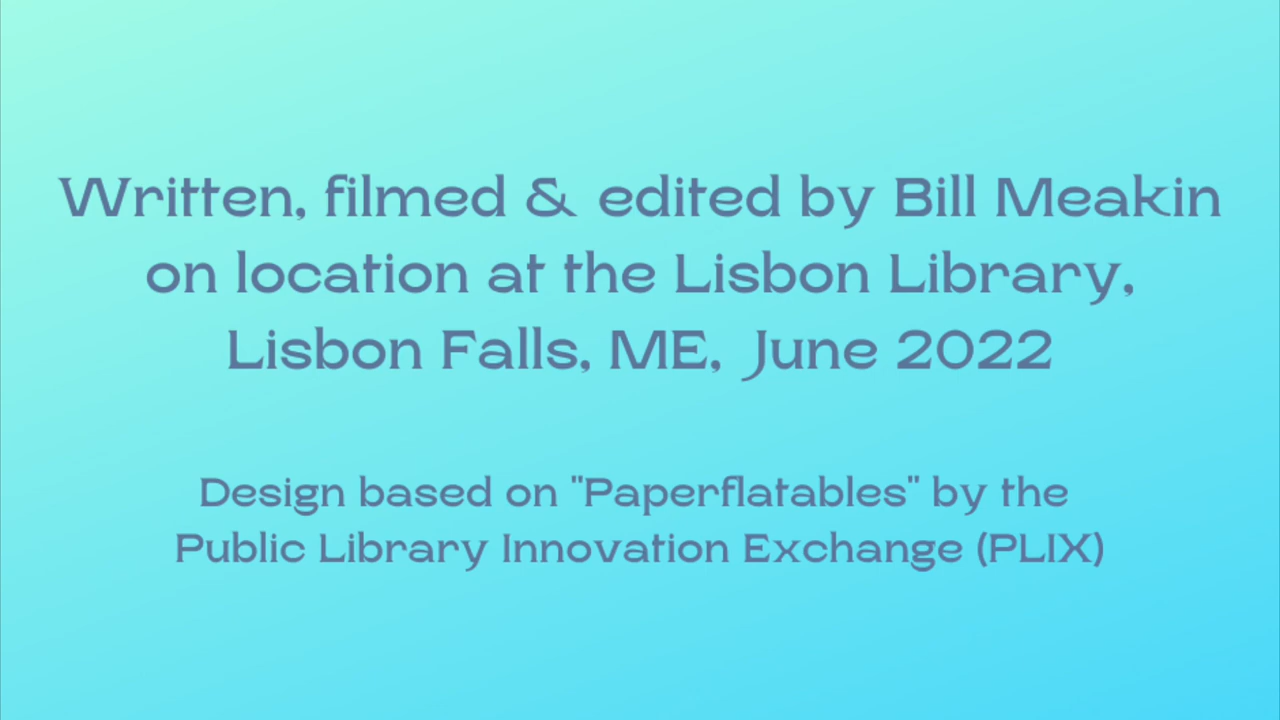 Written, filmed & edited by Bill Meakin
on location at the Lisbon Library,
Lisbon Falls, ME, June 2022
Design based on "Paperflatables" by the
Public Library Innovation Exchange (PLIX)